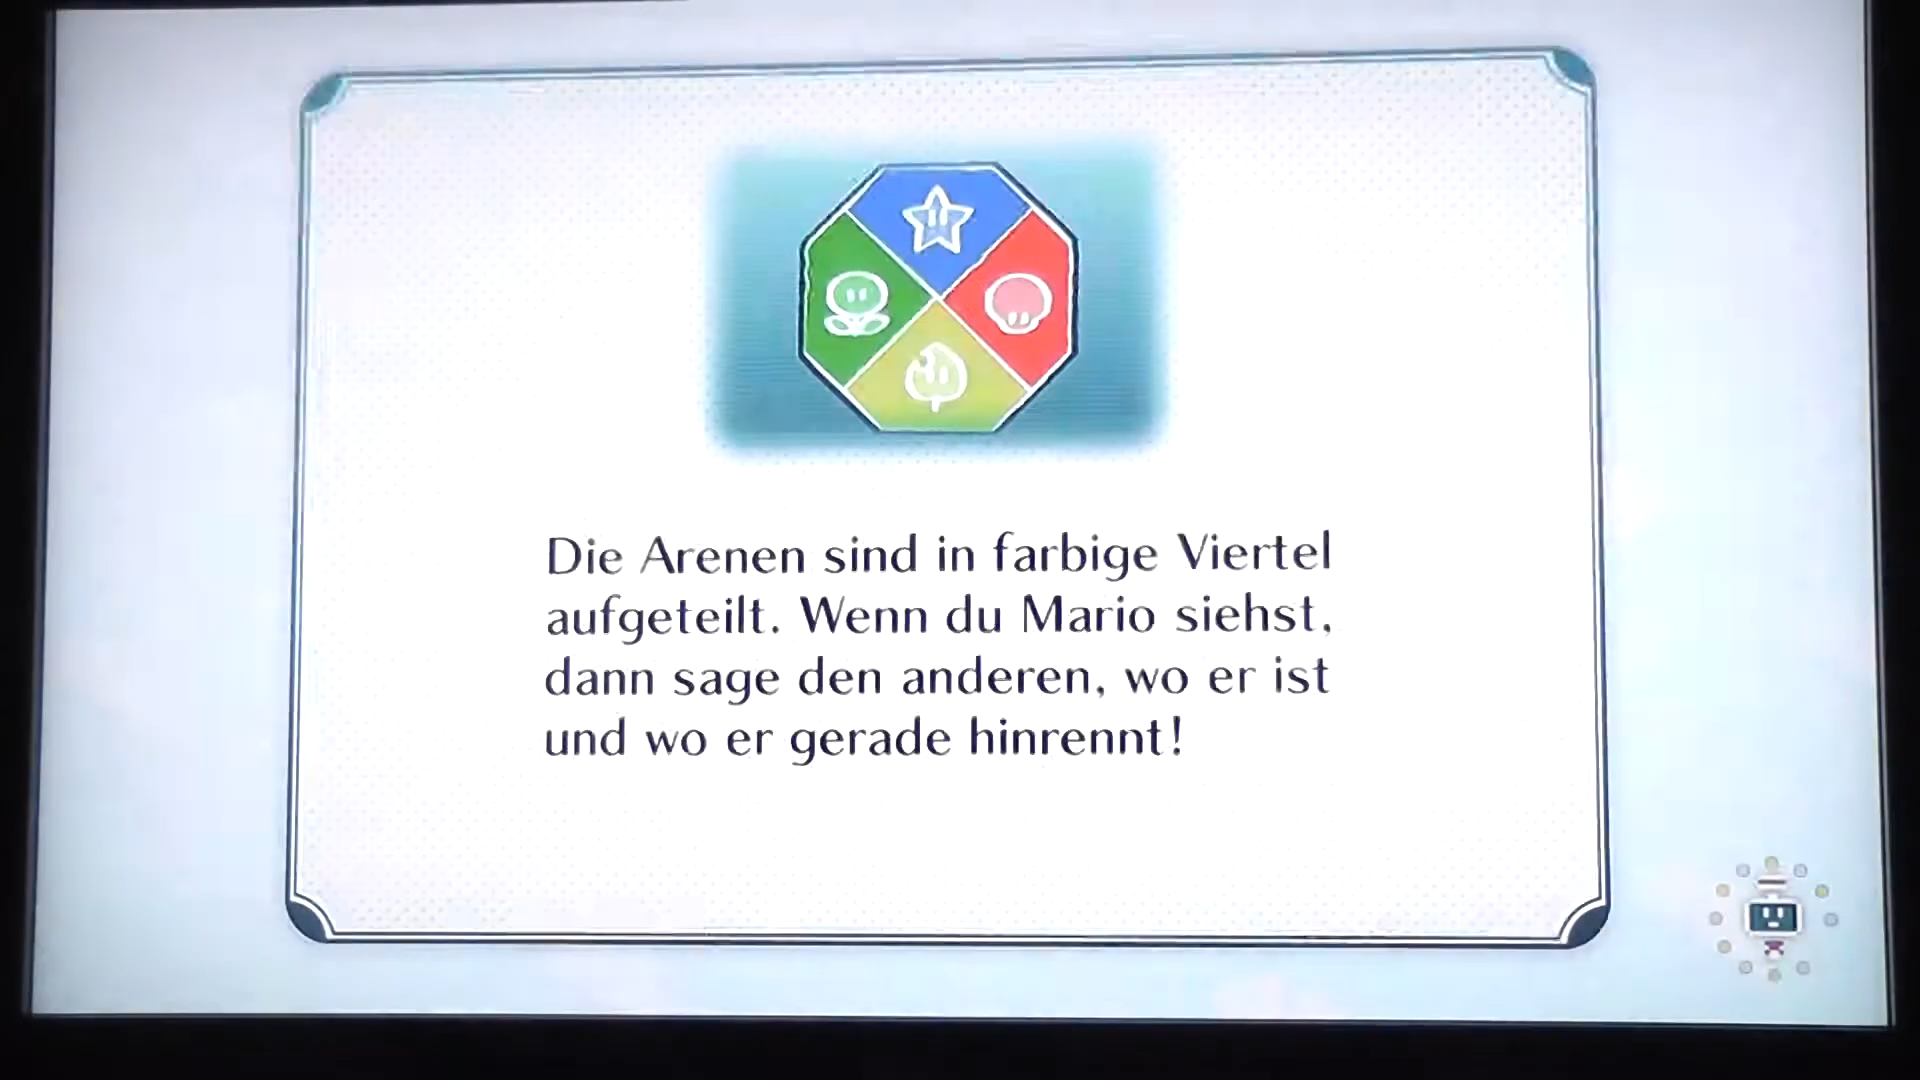 Die Arenen sind in farbige Viertel
aufgeteilt. Wenn du Mario siehst,
dann sage den anderen, wo er ist
und wo er gerade hinrennt!